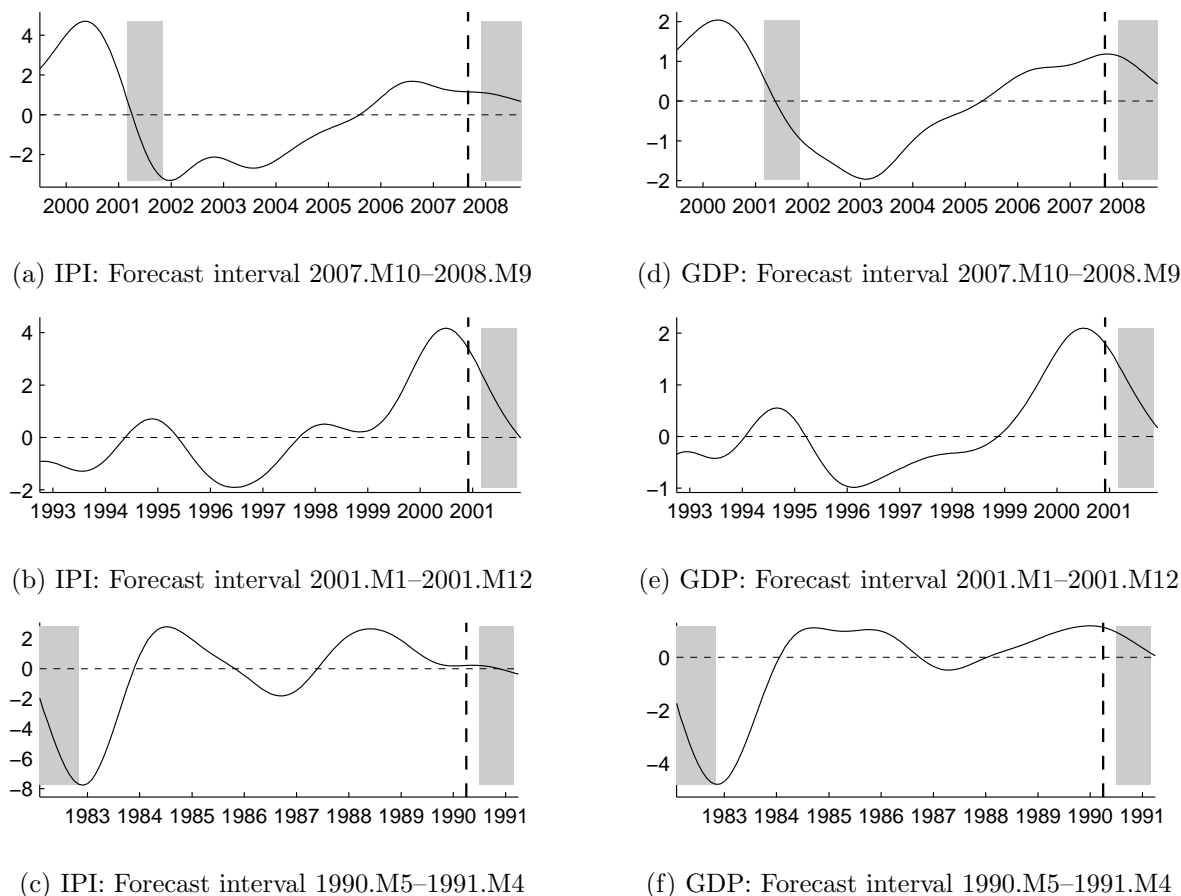 4
2
0
−2
2000 2001 2002 2003 2004 2005 2006 2007 2008
(a) IPI: Forecast interval 2007.M10–2008.M9
2
1
0
−1
−2
2000 2001 2002 2003 2004 2005 2006 2007 2008
(d) GDP: Forecast interval 2007.M10–2008.M9
4
2
0
−2
1993 1994 1995 1996 1997 1998 1999 2000 2001
(b) IPI: Forecast interval 2001.M1–2001.M12
2
1
0
−1
1993 1994 1995 1996 1997 1998 1999 2000 2001
(e) GDP: Forecast interval 2001.M1–2001.M12
2
0
−2
−4
−6
−8
1983 1984 1985 1986 1987 1988 1989 1990 1991
(c) IPI: Forecast interval 1990.M5–1991.M4
0
−2
−4
1983 1984 1985 1986 1987 1988 1989 1990 1991
(f) GDP: Forecast interval 1990.M5–1991.M4